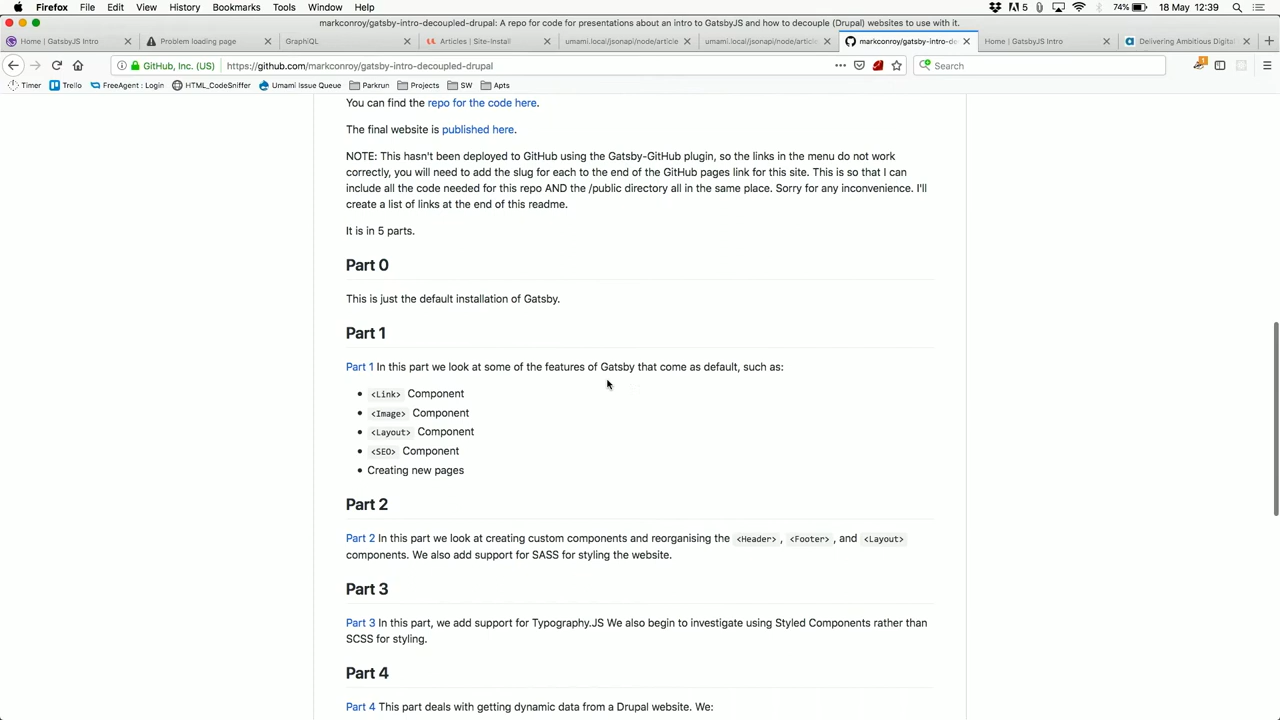 Firefox File Edit View History Bookmarks Tools Window Help 5 74% 18 May 12:39
markconroy/gatsby-intro-decoupled-drupal: A repo for code for presentations about an intro to GatsbyJS and how to decouple (Drupal) websites to use with it.
Home | GatsbyJS Intro Problem loading page GraphiQL Articles | Site-Install umami.local/jsonapi/node/article umami.local/jsonapi/node/article markconroy/gatsby-intro-de Home | GatsbyJS Intro Delivering Ambitious Digital
GitHub, Inc. (US) https://github.com/markconroy/gatsby-intro-decoupled-drupal Search
Timer Trello FreeAgent : Login HTML_CodeSniffer Umami Issue Queue Parkrun Projects SW Apts
You can find the repo for the code here.
The final website is published here.
NOTE: This hasn't been deployed to GitHub using the Gatsby-GitHub plugin, so the links in the menu do not work
correctly, you will need to add the slug for each to the end of the GitHub pages link for this site. This is so that I can
include all the code needed for this repo AND the /public directory all in the same place. Sorry for any inconvenience. I'll
create a list of links at the end of this readme.
It is in 5 parts.
Part 0
This is just the default installation of Gatsby.
Part 1
Part 1 In this part we look at some of the features of Gatsby that come as default, such as:
• <Link> Component
• <Image> Component
• <Layout> Component
• <SEO> Component
• Creating new pages
Part 2
Part 2 In this part we look at creating custom components and reorganising the <Header> , <Footer> , and <Layout>
components. We also add support for SASS for styling the website.
Part 3
Part 3 In this part, we add support for Typography.JS We also begin to investigate using Styled Components rather than
SCSS for styling.
Part 4
Part 4 This part deals with getting dynamic data from a Drupal website. We: